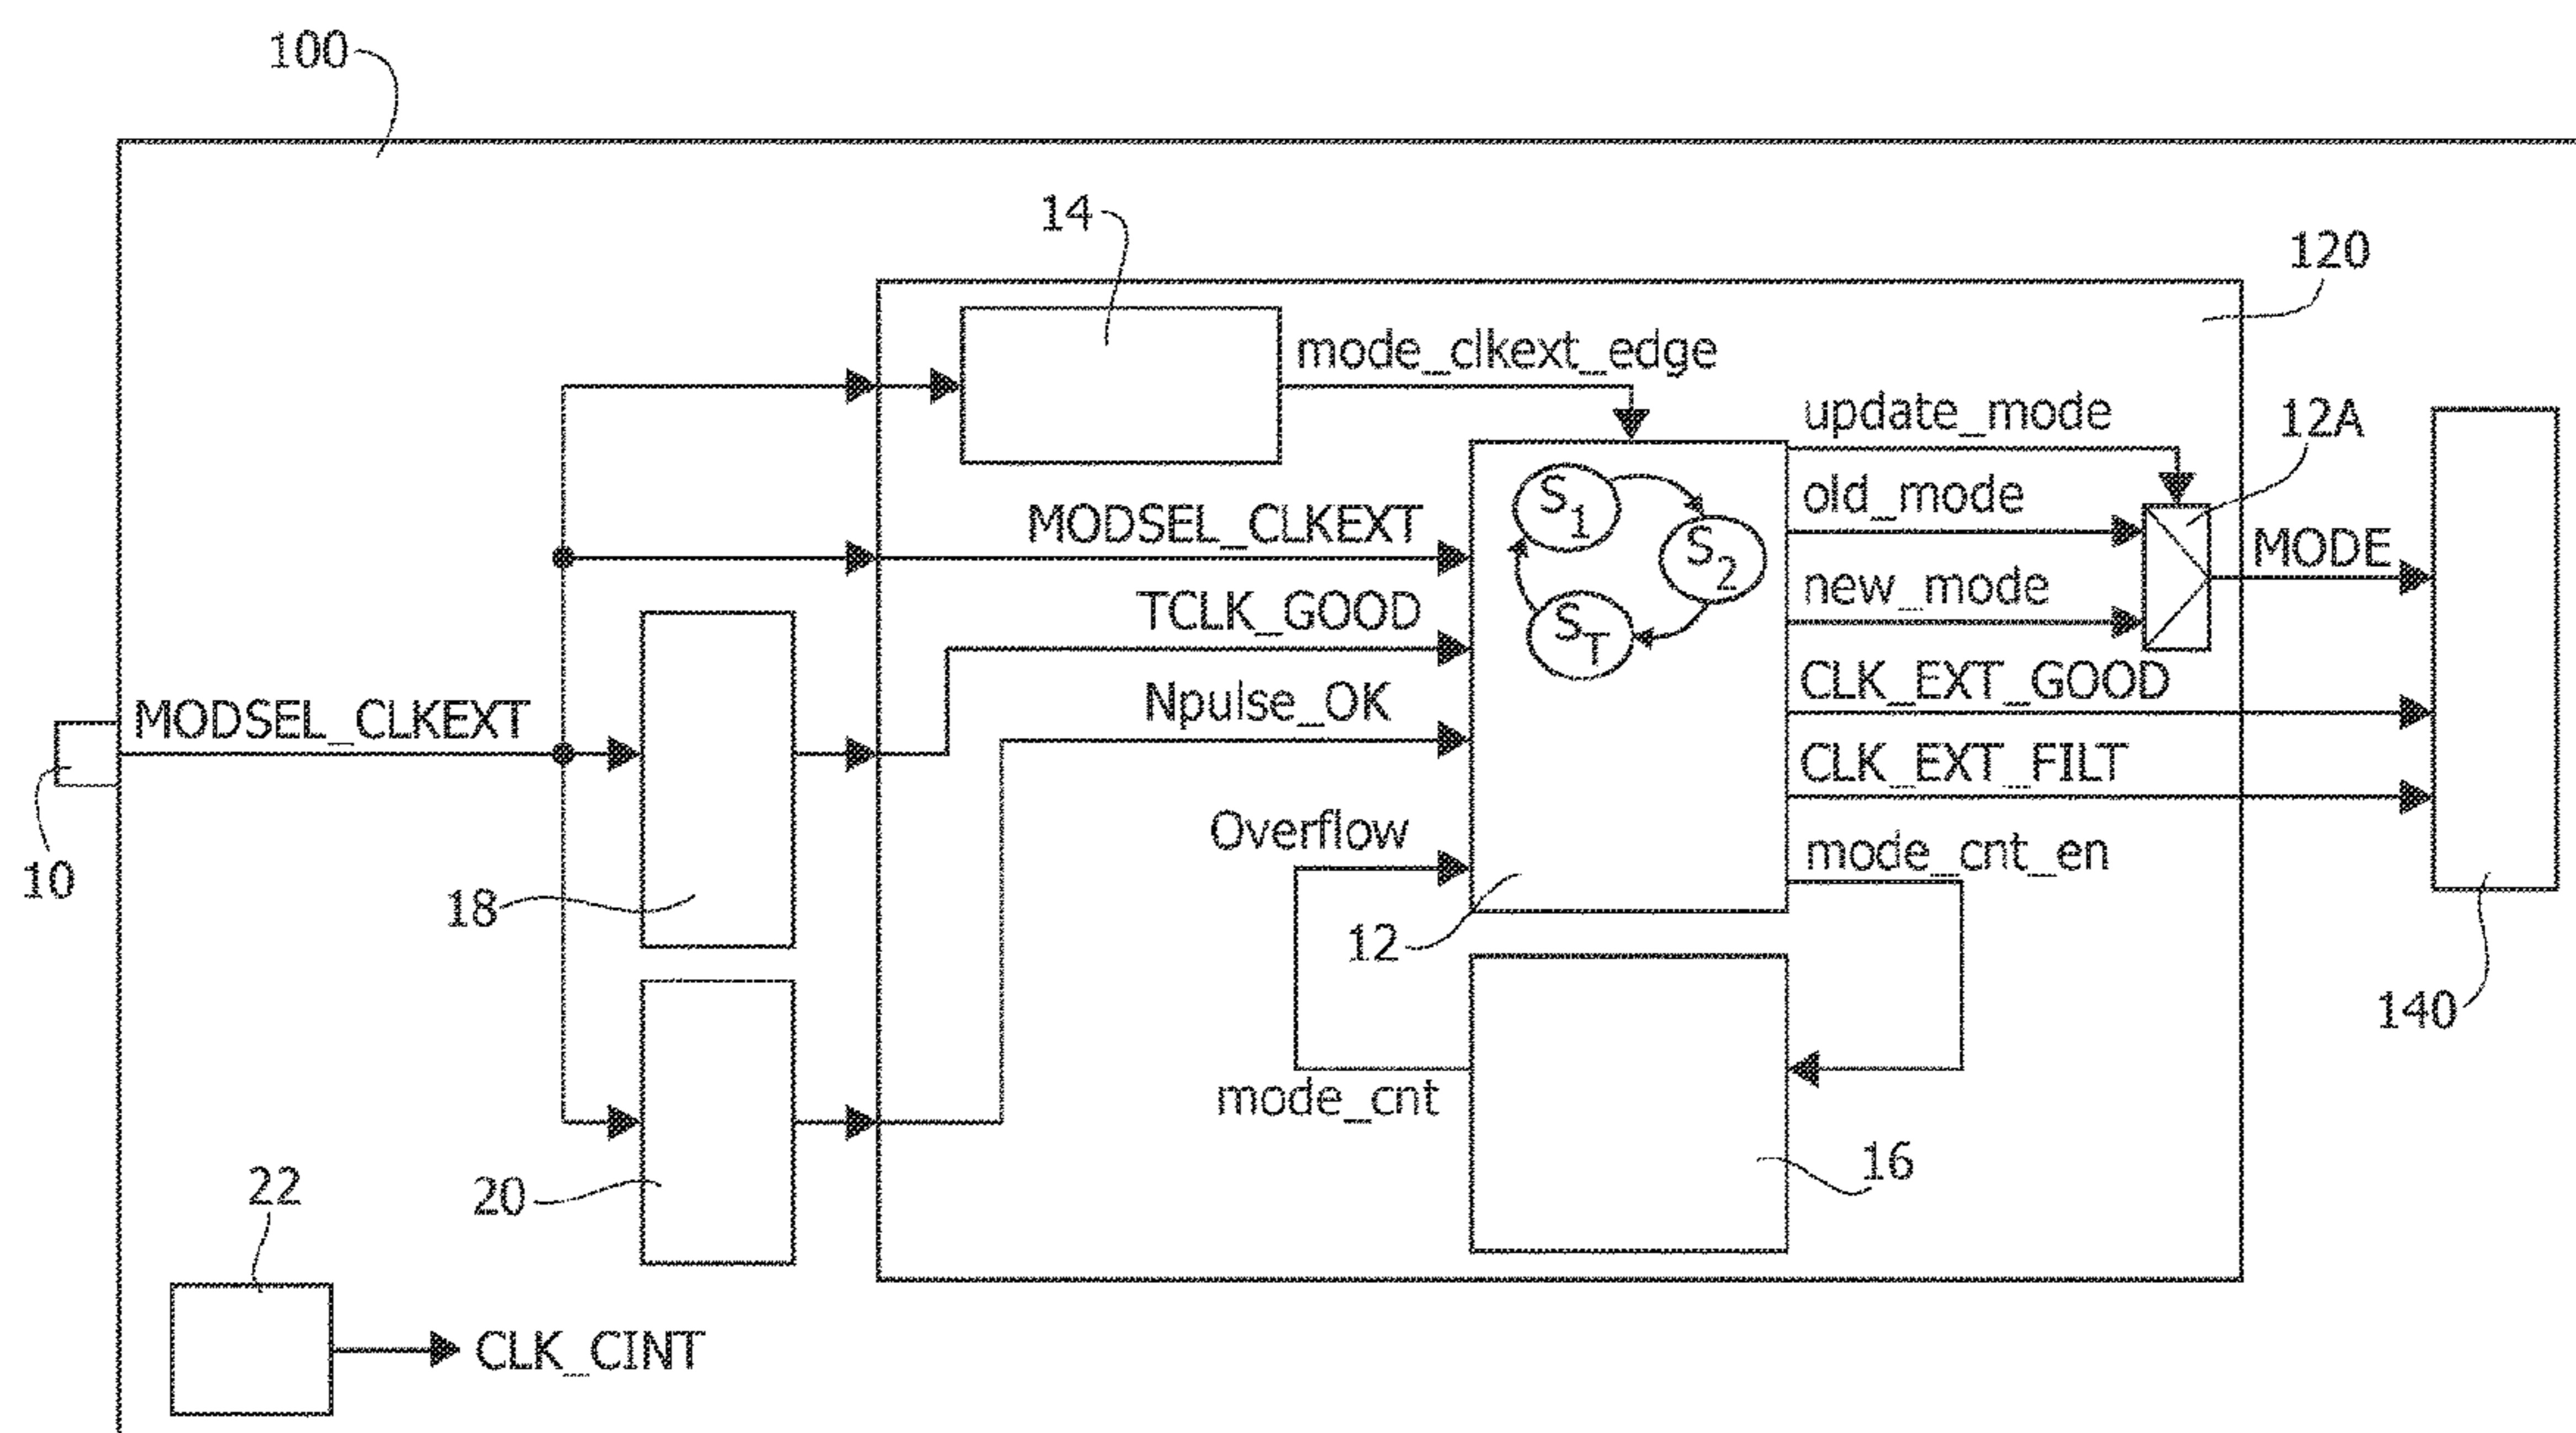 100
14
120
mode_clkext_edge
update_mode
12A
old_mode
S1
MODSEL_CLKEXT
S2
MODE
new_mode
TCLK_GOOD
ST
CLK_EXT_GOOD
Npulse_OK
MODSEL_CLKEXT
CLK_EXT_FILT
Overflow
mode_cnt_en
10
18
12
140
mode_cnt
16
22
20
CLK_CINT